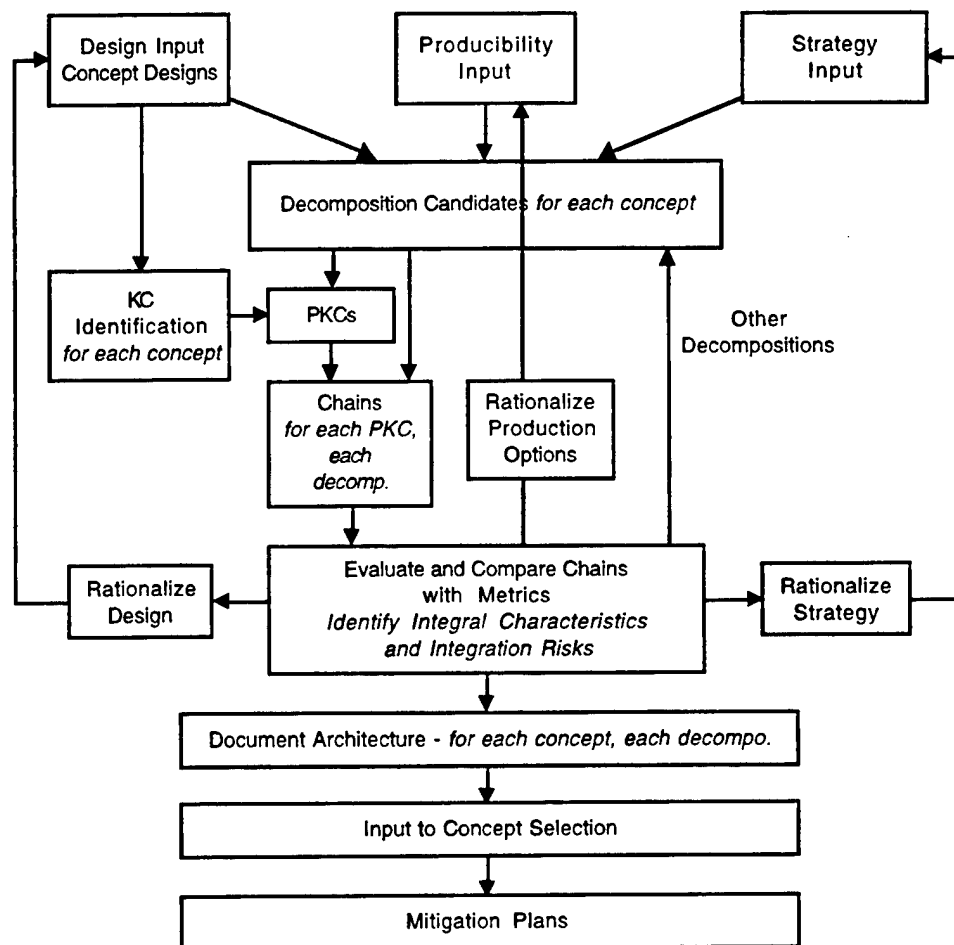 Design Input
Concept Designs
Producibility
Input
Strategy
Input
Decomposition Candidates for each concept
KC
Identification
for each concept
PKCs
Other
Decompositions
Chains
for each PKC,
each
decomp.
Rationalize
Production
Options
Rationalize
Design
Evaluate and Compare Chains
with Metrics
Identify Integral Characteristics
and Integration Risks
Rationalize
Strategy
Document Architecture - for each concept, each decompo.
Input to Concept Selection
Mitigation Plans